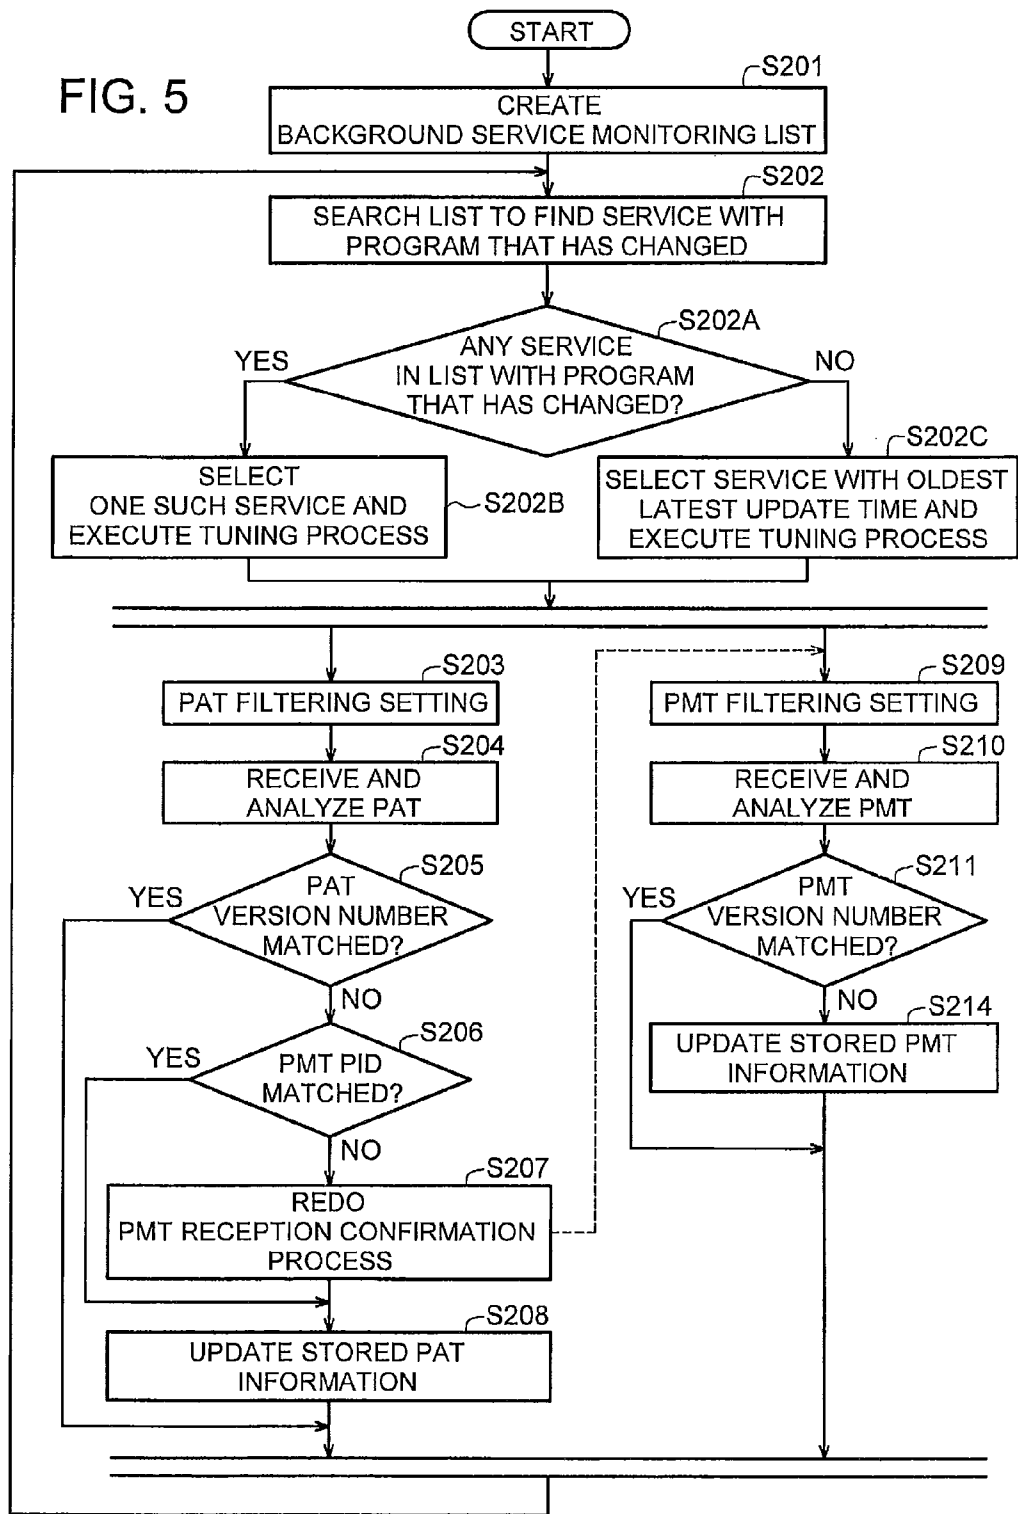 START
FIG. 5
S201
CREATE
BACKGROUND SERVICE MONITORING LIST
S202
SEARCH LIST TO FIND SERVICE WITH
PROGRAM THAT HAS CHANGED
S202A
ANY SERVICE
IN LIST WITH PROGRAM
THAT HAS CHANGED?
YES
NO
SELECT
ONE SUCH SERVICE AND
EXECUTE TUNING PROCESS
S202B
S202C
SELECT SERVICE WITH OLDEST
LATEST UPDATE TIME AND
EXECUTE TUNING PROCESS
S203
PAT FILTERING SETTING
S204
RECEIVE AND
ANALYZE PAT
S205
YES
PAT
VERSION NUMBER
MATCHED?
NO
S206
YES
PMT PID
MATCHED?
NO
S207
REDO
PMT RECEPTION CONFIRMATION
PROCESS
S208
UPDATE STORED PAT
INFORMATION
S209
PMT FILTERING SETTING
S210
RECEIVE AND
ANALYZE PMT
S211
YES
PMT
VERSION NUMBER
MATCHED?
NO
S214
UPDATE STORED PMT
INFORMATION